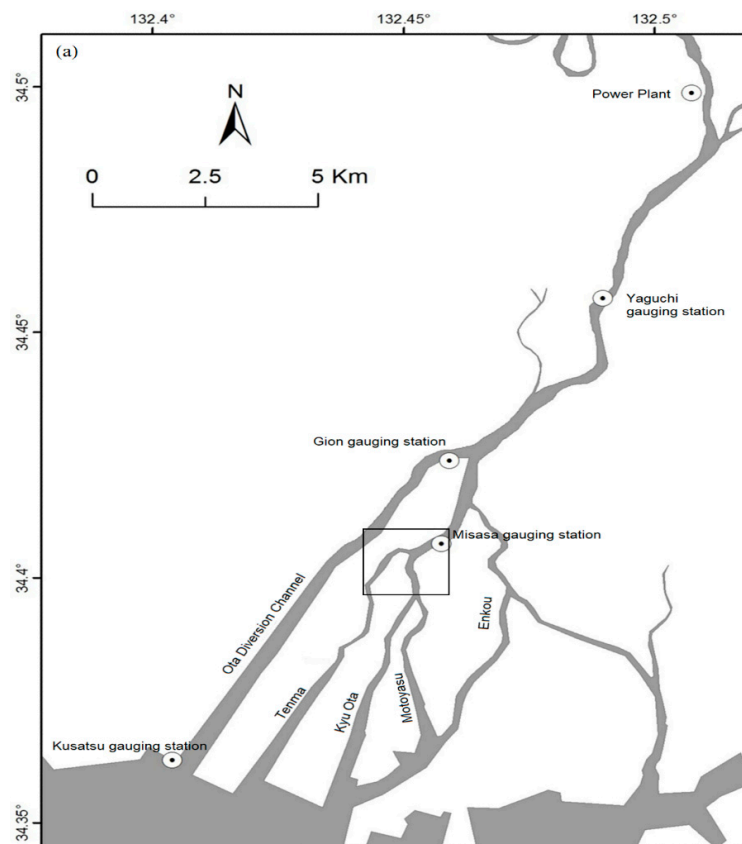 132.4° 132.45° 132.5°
(a)
34.5°
N
Power Plant
0 2.5 5 Km
Yaguchi
gauging station
34.45°
Gion gauging station
Misasa gauging station
34.4°
Ota Diversion Channel
Enkou
Tenma
Kyu Ota
Motoyasu
Kusatsu gauging station
34.35°